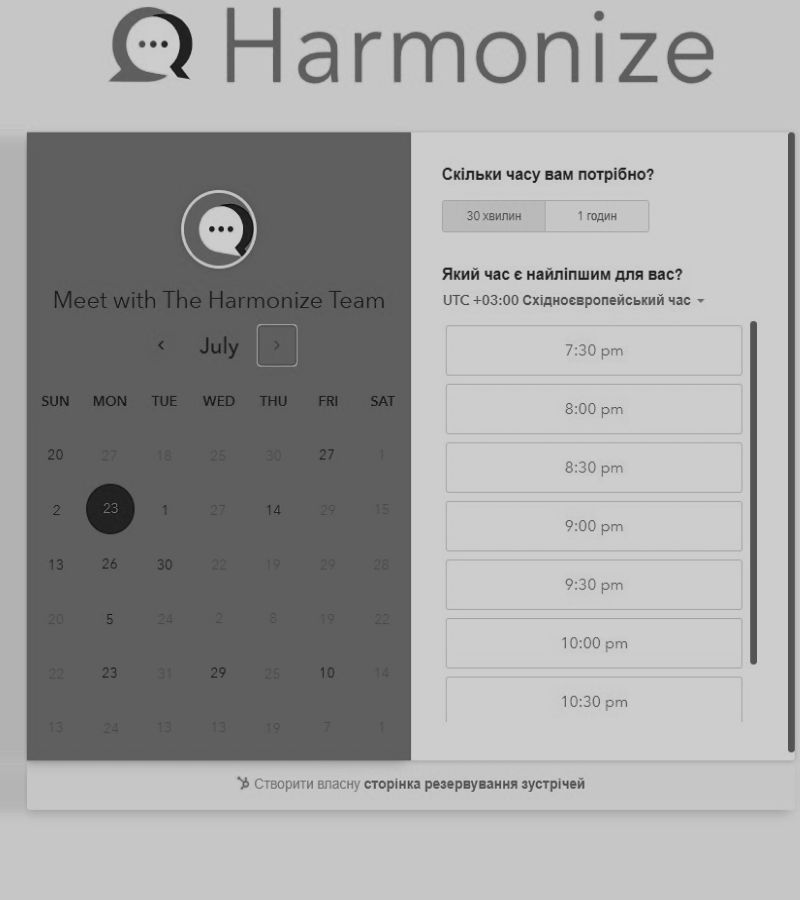 Harmonize
Meet with The Harmonize Team
July
SUN MON TUE WED THU FRI SAT
20 27 18 25 30 27 1
2 23 1 27 14 29 15
13 26 30 22 19 29 28
20 5 24 2 8 19 22
22 23 31 29 25 10 14
13 24 13 13 19 7 1
Скільки часу вам потрібно?
30 хвилин 1 годин
Який час є найліпшим для вас?
UTC +03:00 Східноєвропейський час
7:30 pm
8:00 pm
8:30 pm
9:00 pm
9:30 pm
10:00 pm
10:30 pm
Створити власну сторінка резервування зустрічей